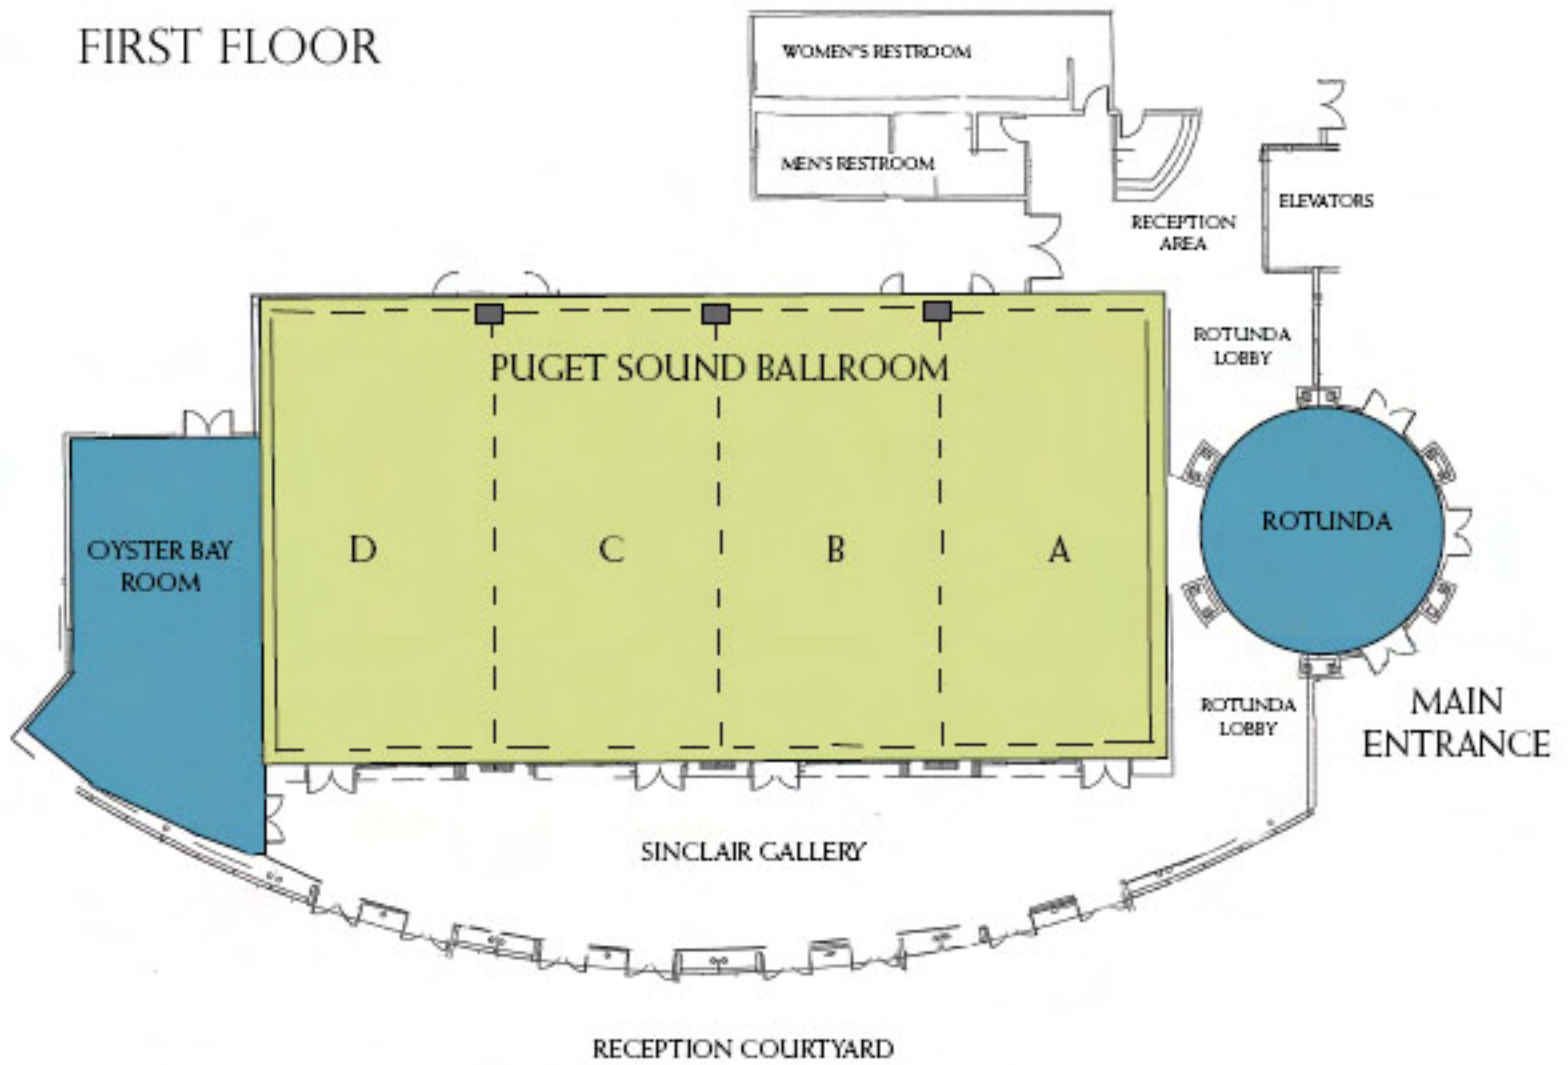 FIRST FLOOR
WOMEN'S RESTROOM
MEN'S RESTROOM
ELEVATORS
RECEPTION
AREA
ROTUNDA
LOBBY
PUGET SOUND BALLROOM
ROTUNDA
OYSTER BAY
ROOM
D
C
B
A
ROTUNDA
LOBBY
MAIN
ENTRANCE
SINCLAIR GALLERY
RECEPTION COURTYARD